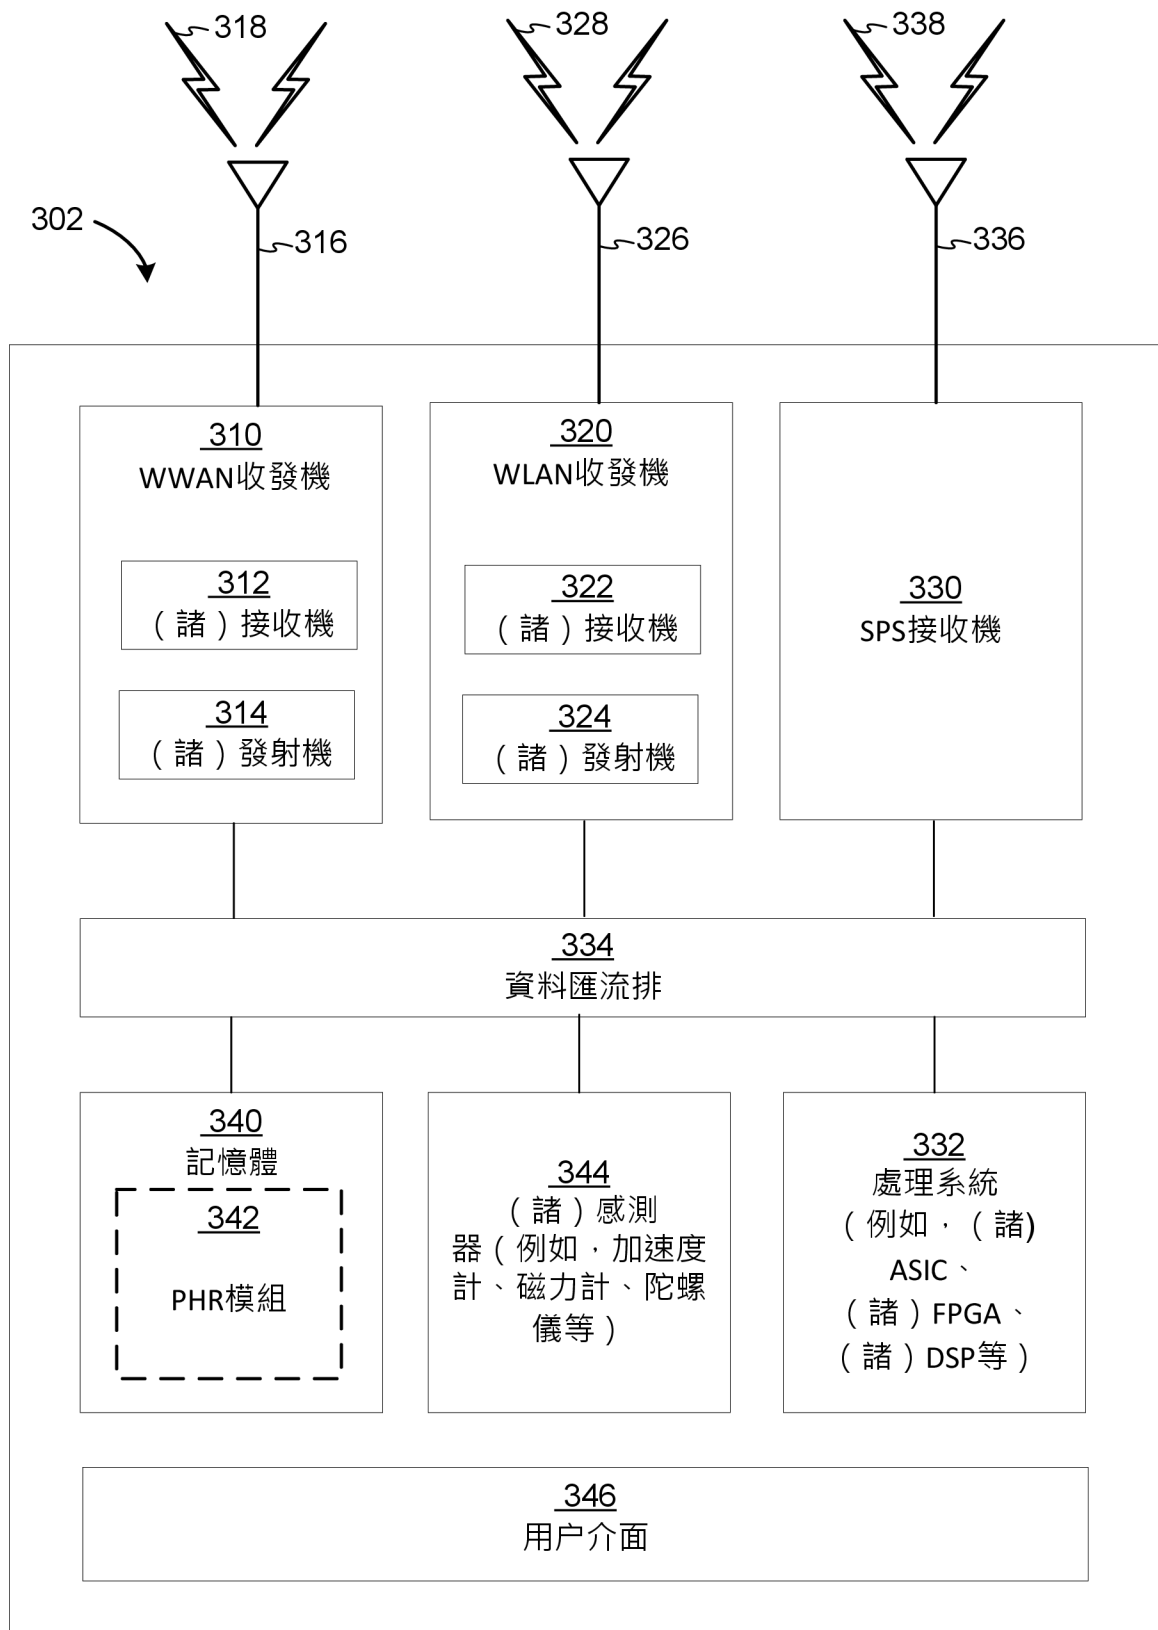 318
328
338
302
316
326
336
310
WWAN收發機
312
（諸）接收機
314
（諸）發射機
320
WLAN收發機
322
（諸）接收機
324
（諸）發射機
330
SPS接收機
334
資料匯流排
340
記憶體
342
PHR模組
344
（諸）感測
器（例如，加速度
計、磁力計、陀螺
儀等）
332
處理系統
（例如，（諸)
ASIC、
（諸）FPGA、
（諸）DSP等）
346
用户介面